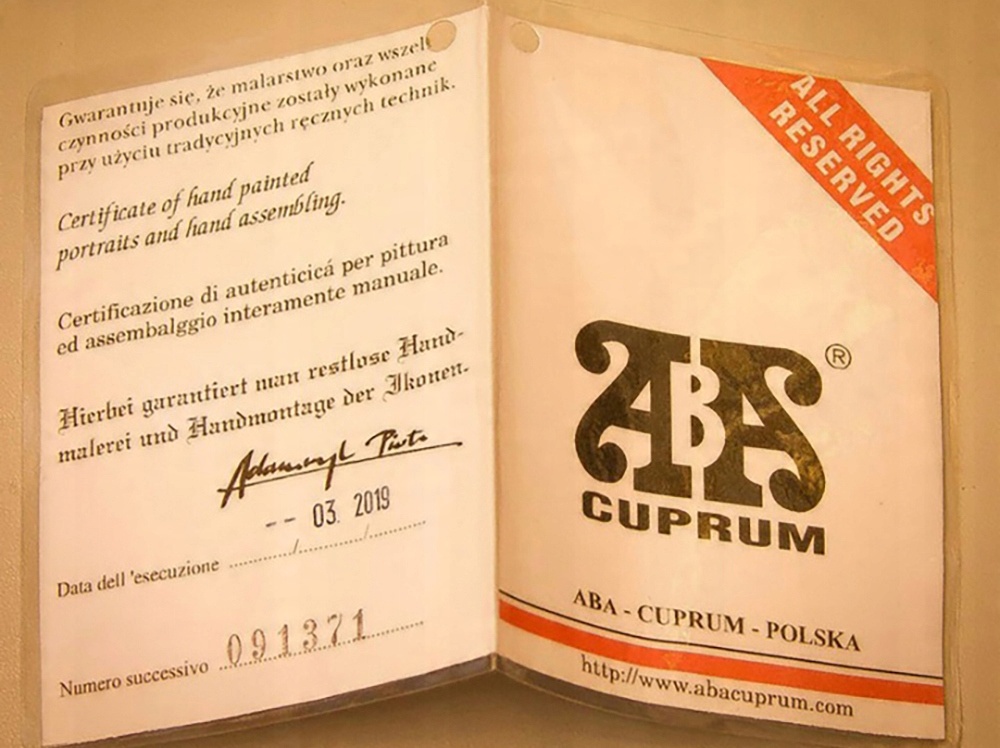 Gwarantuje się, że malarstwo oraz
czynności produkcyjne zostały wykonane
przy użyciu tradycyjnych ręcznych technik.
Certificate of hand painted
portraits and hand assembling.
Certificazione di autenticicá per pittura
ed assembalggio interamente manuale.
Hierbei garantiert man restlose Hand-
malerei und Handmontage der Ikonen.
-- 03. 2019
Data dell 'esecuzione ........../........../..........
Numero successivo 091371
ALL RIGHTS
RESERVED
ABA ®
CUPRUM
ABA - CUPRUM - POLSKA
http://www.abacuprum.com